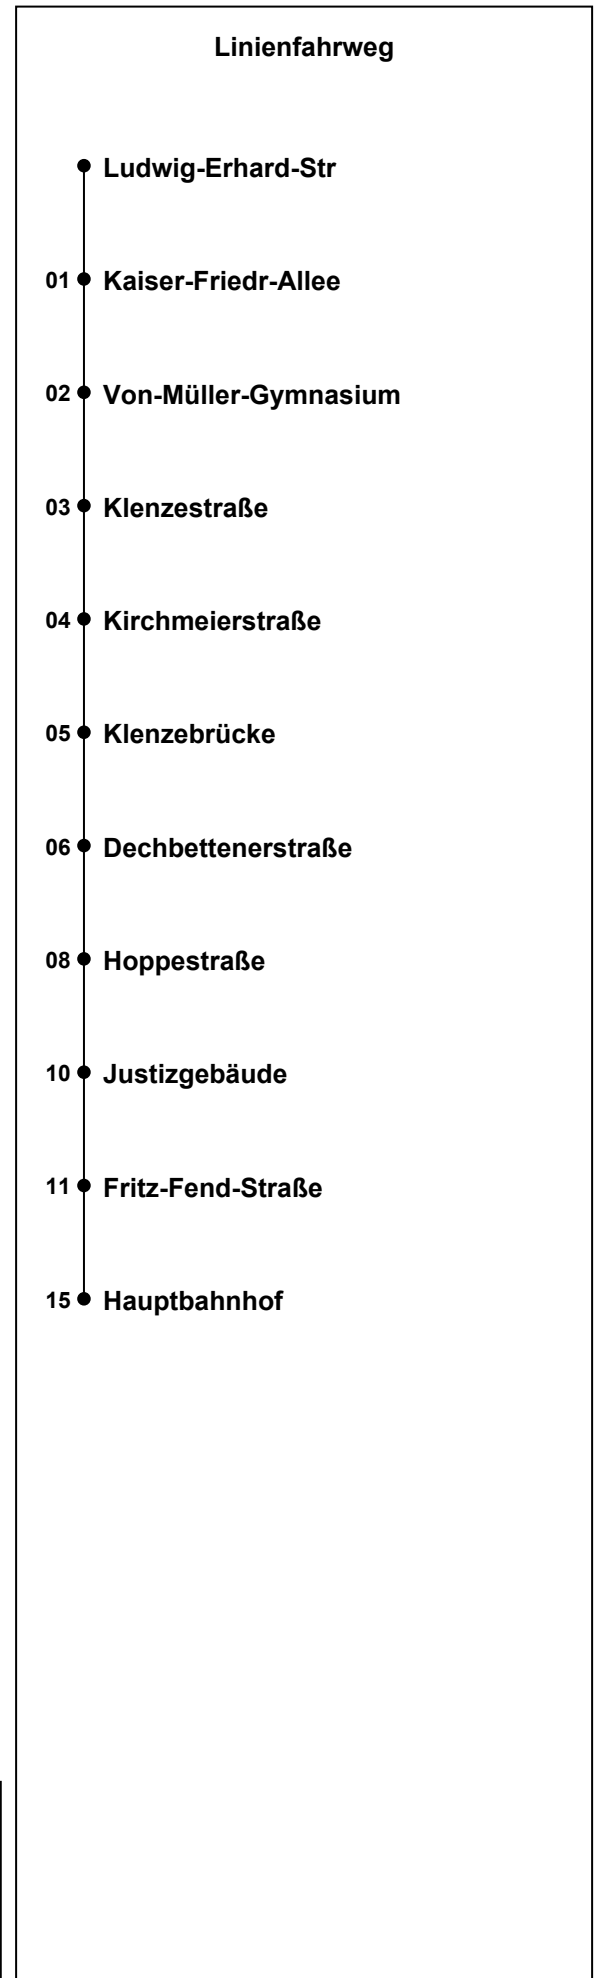 Linienfahrweg
Ludwig-Erhard-Str
01 Kaiser-Friedr-Allee
02 Von-Müller-Gymnasium
03 Klenzestraße
04 Kirchmeierstraße
05 Klenzebrücke
06 Dechbettenerstraße
08 Hoppestraße
10 Justizgebäude
11 Fritz-Fend-Straße
15 Hauptbahnhof